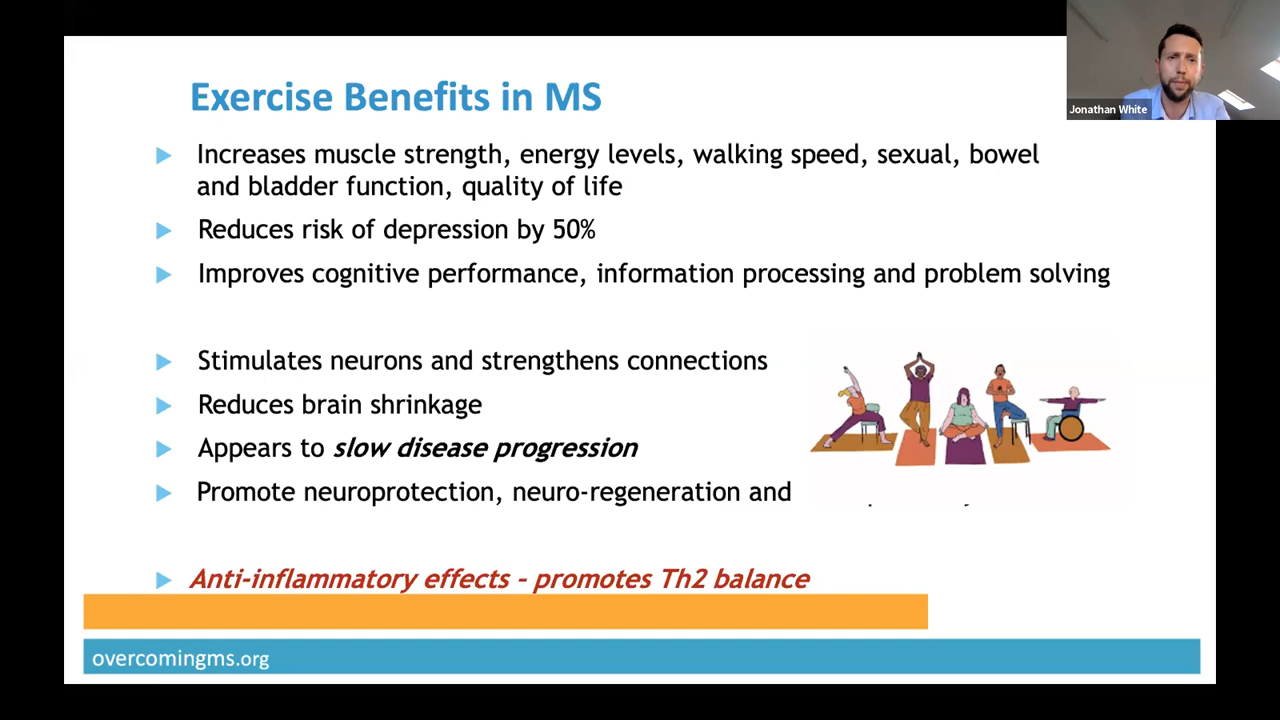 Jonathan White
Exercise Benefits in MS
Increases muscle strength, energy levels, walking speed, sexual, bowel
and bladder function, quality of life
Reduces risk of depression by 50%
Improves cognitive performance, information processing and problem solving
Stimulates neurons and strengthens connections
Reduces brain shrinkage
Appears to slow disease progression
Promote neuroprotection, neuro-regeneration and
Anti-inflammatory effects - promotes Th2 balance
overcomingms.org